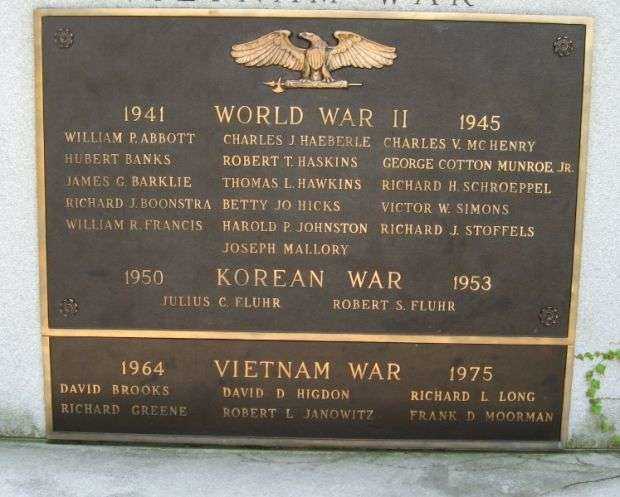 VIETNAM WAR
1941 WORLD WAR II 1945
WILLIAM P. ABBOTT CHARLES J. HAEBERLE CHARLES V. MC HENRY
HUBERT BANKS ROBERT T. HASKINS GEORGE COTTON MUNROE, JR.
JAMES G. BARKLIE THOMAS L. HAWKINS RICHARD H. SCHROEPPEL
RICHARD J. BOONSTRA BETTY JO HICKS VICTOR W. SIMONS
WILLIAM R. FRANCIS HAROLD P. JOHNSTON RICHARD J. STOFFELS
JOSEPH MALLORY
1950 KOREAN WAR 1953
JULIUS C. FLUHR ROBERT S. FLUHR
1964 VIETNAM WAR 1975
DAVID BROOKS DAVID D HIGDON RICHARD L. LONG
RICHARD GREENE ROBERT L JANOWITZ FRANK D MOORMAN